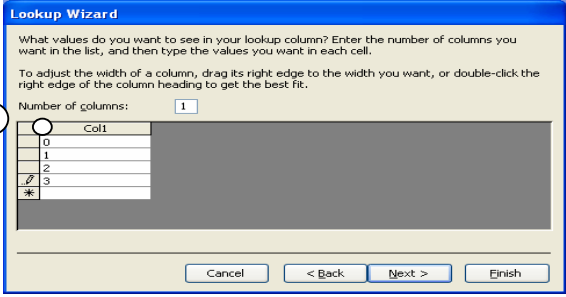 Lookup Wizard
What values do you want to see in your lookup column? Enter the number of columns you
want in the list, and then type the values you want in each cell.
To adjust the width of a column, drag its right edge to the width you want, or double-click the
right edge of the column heading to get the best fit.
Number of columns: 1
Col1
0
1
2
3
Cancel < Back Next > Finish